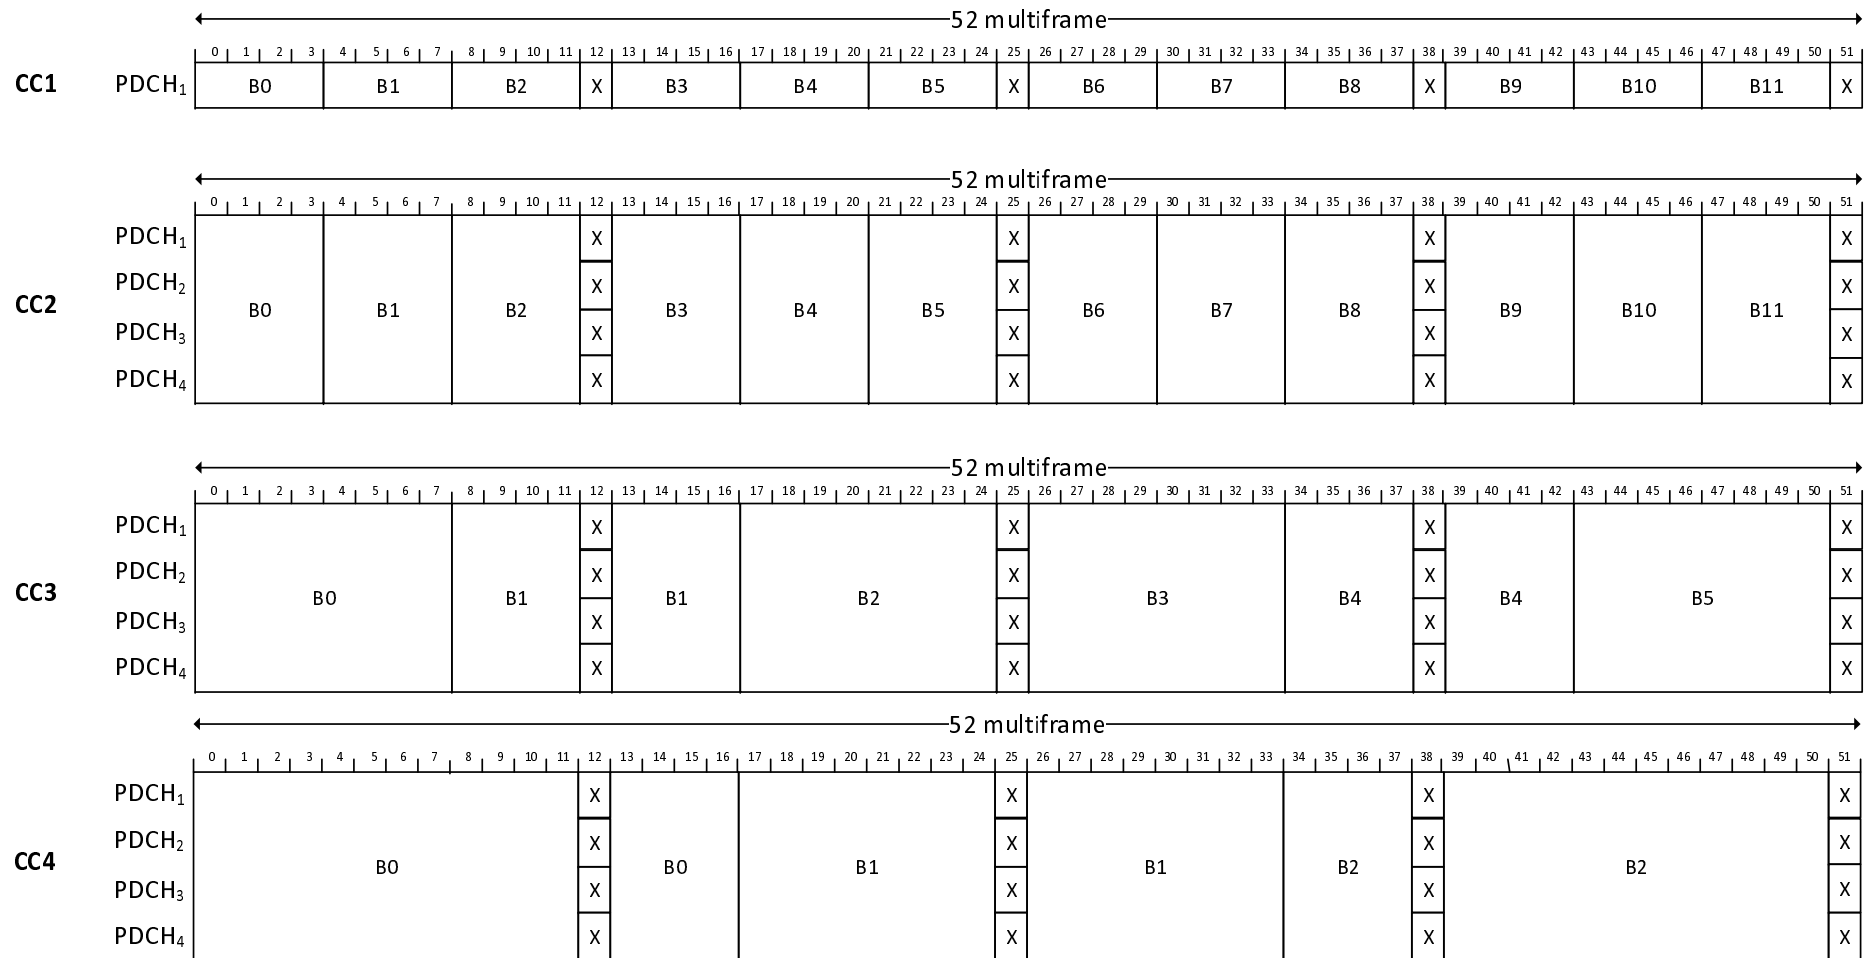 52 multiframe
0 1 2 3 4 5 6 7 8 9 10 11 12 13 14 15 16 17 18 19 20 21 22 23 24 25 26 27 28 29 30 31 32 33 34 35 36 37 38 39 40 41 42 43 44 45 46 47 48 49 50 51
CC1 PDCH1 B0 B1 B2 X B3 B4 B5 X B6 B7 B8 X B9 B10 B11 X
52 multiframe
0 1 2 3 4 5 6 7 8 9 10 11 12 13 14 15 16 17 18 19 20 21 22 23 24 25 26 27 28 29 30 31 32 33 34 35 36 37 38 39 40 41 42 43 44 45 46 47 48 49 50 51
PDCH1 X X X X
PDCH2 X X X X
CC2 B0 B1 B2 B3 B4 B5 B6 B7 B8 B9 B10 B11
PDCH3 X X X X
PDCH4 X X X X
52 multiframe
0 1 2 3 4 5 6 7 8 9 10 11 12 13 14 15 16 17 18 19 20 21 22 23 24 25 26 27 28 29 30 31 32 33 34 35 36 37 38 39 40 41 42 43 44 45 46 47 48 49 50 51
PDCH1 X X X X
PDCH2 X X X X
CC3 B0 B1 B1 B2 B3 B4 B4 B5
PDCH3 X X X X
PDCH4 X X X X
52 multiframe
0 1 2 3 4 5 6 7 8 9 10 11 12 13 14 15 16 17 18 19 20 21 22 23 24 25 26 27 28 29 30 31 32 33 34 35 36 37 38 39 40 41 42 43 44 45 46 47 48 49 50 51
PDCH1 X X X X
PDCH2 X X X X
CC4 B0 B0 B1 B1 B2 B2
PDCH3 X X X X
PDCH4 X X X X